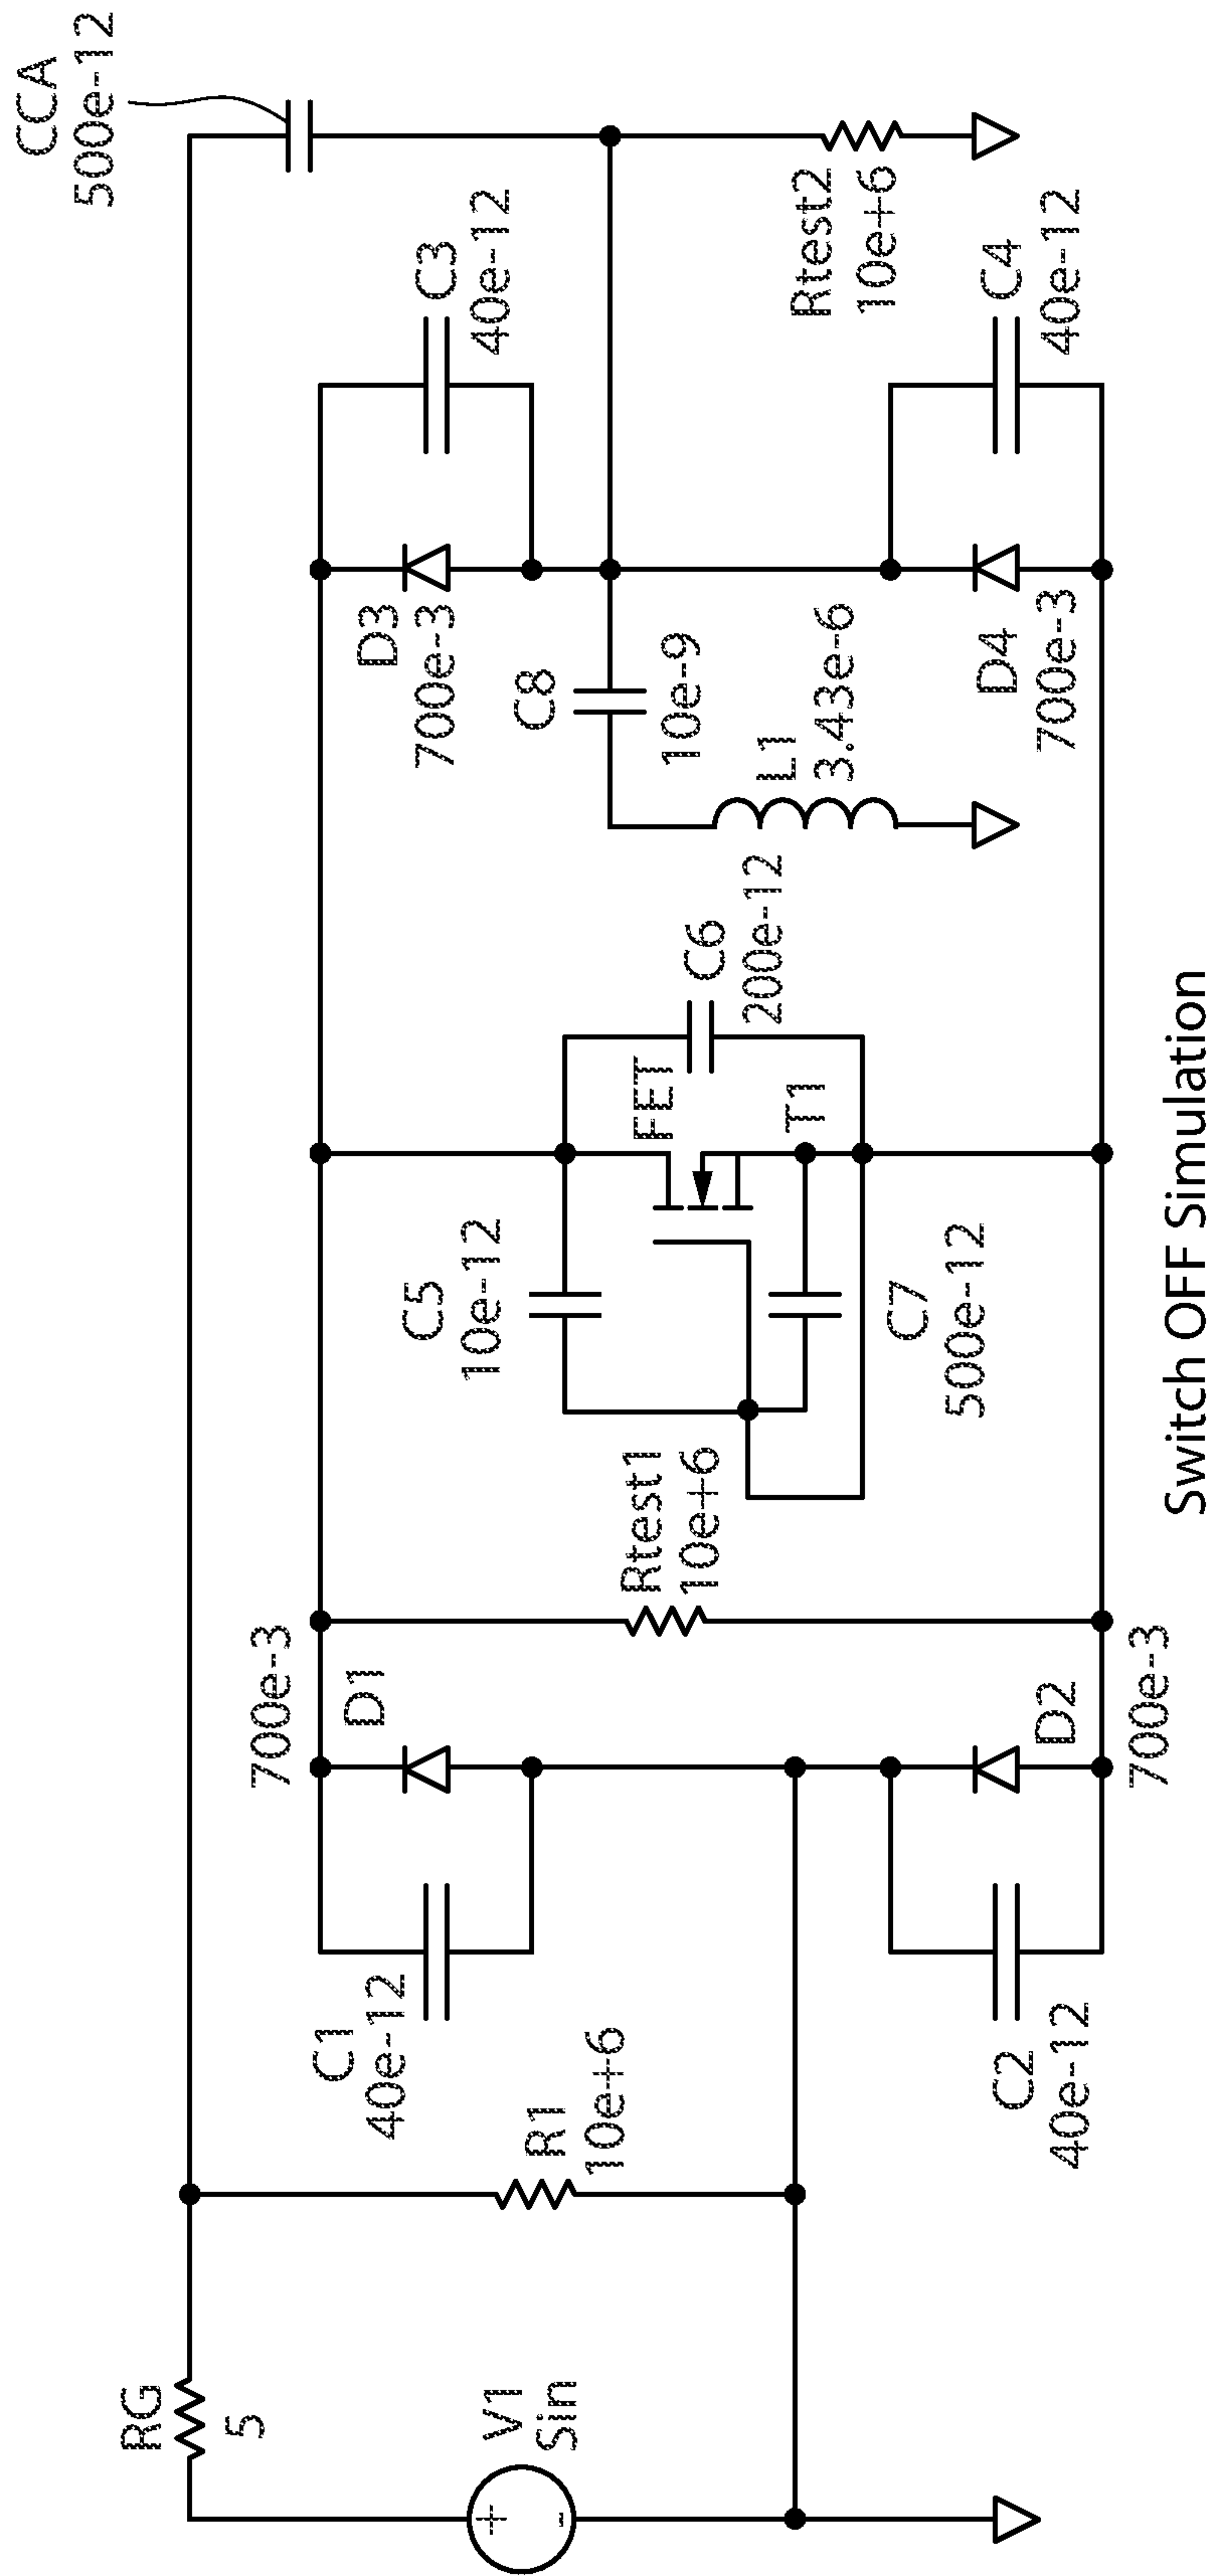 RG
5
V1
Sin
+
-
R1
10e+6
C1
40e-12
C2
40e-12
700e-3
D1
D2
700e-3
Rtest1
10e+6
C5
10e-12
C7
500e-12
FET
T1
C6
200e-12
L1
3.43e-6
C8
10e-9
D3
700e-3
D4
700e-3
C3
40e-12
C4
40e-12
Rtest2
10e+6
CCA
500e-12
Switch OFF Simulation